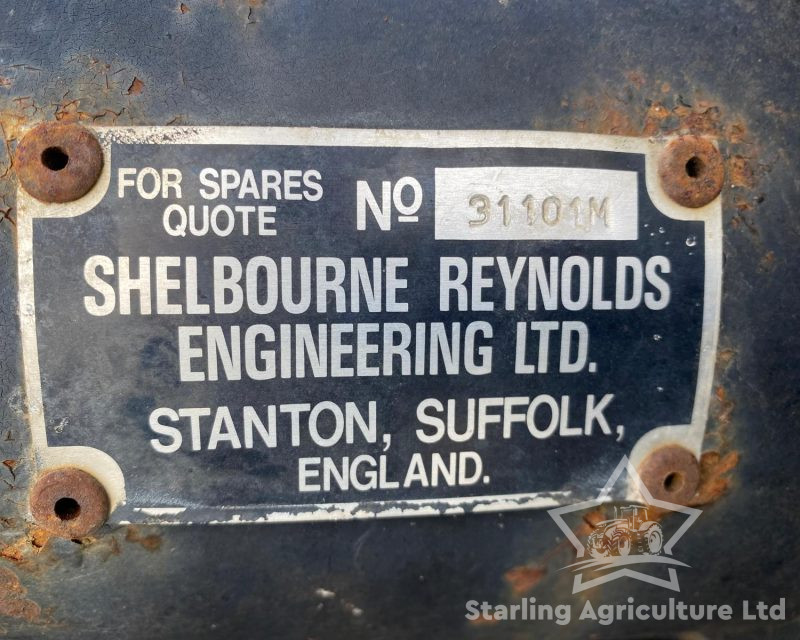 FOR SPARES
QUOTE
Nº 31101M
SHELBOURNE REYNOLDS
ENGINEERING LTD.
STANTON, SUFFOLK,
ENGLAND.
Starling Agriculture Ltd